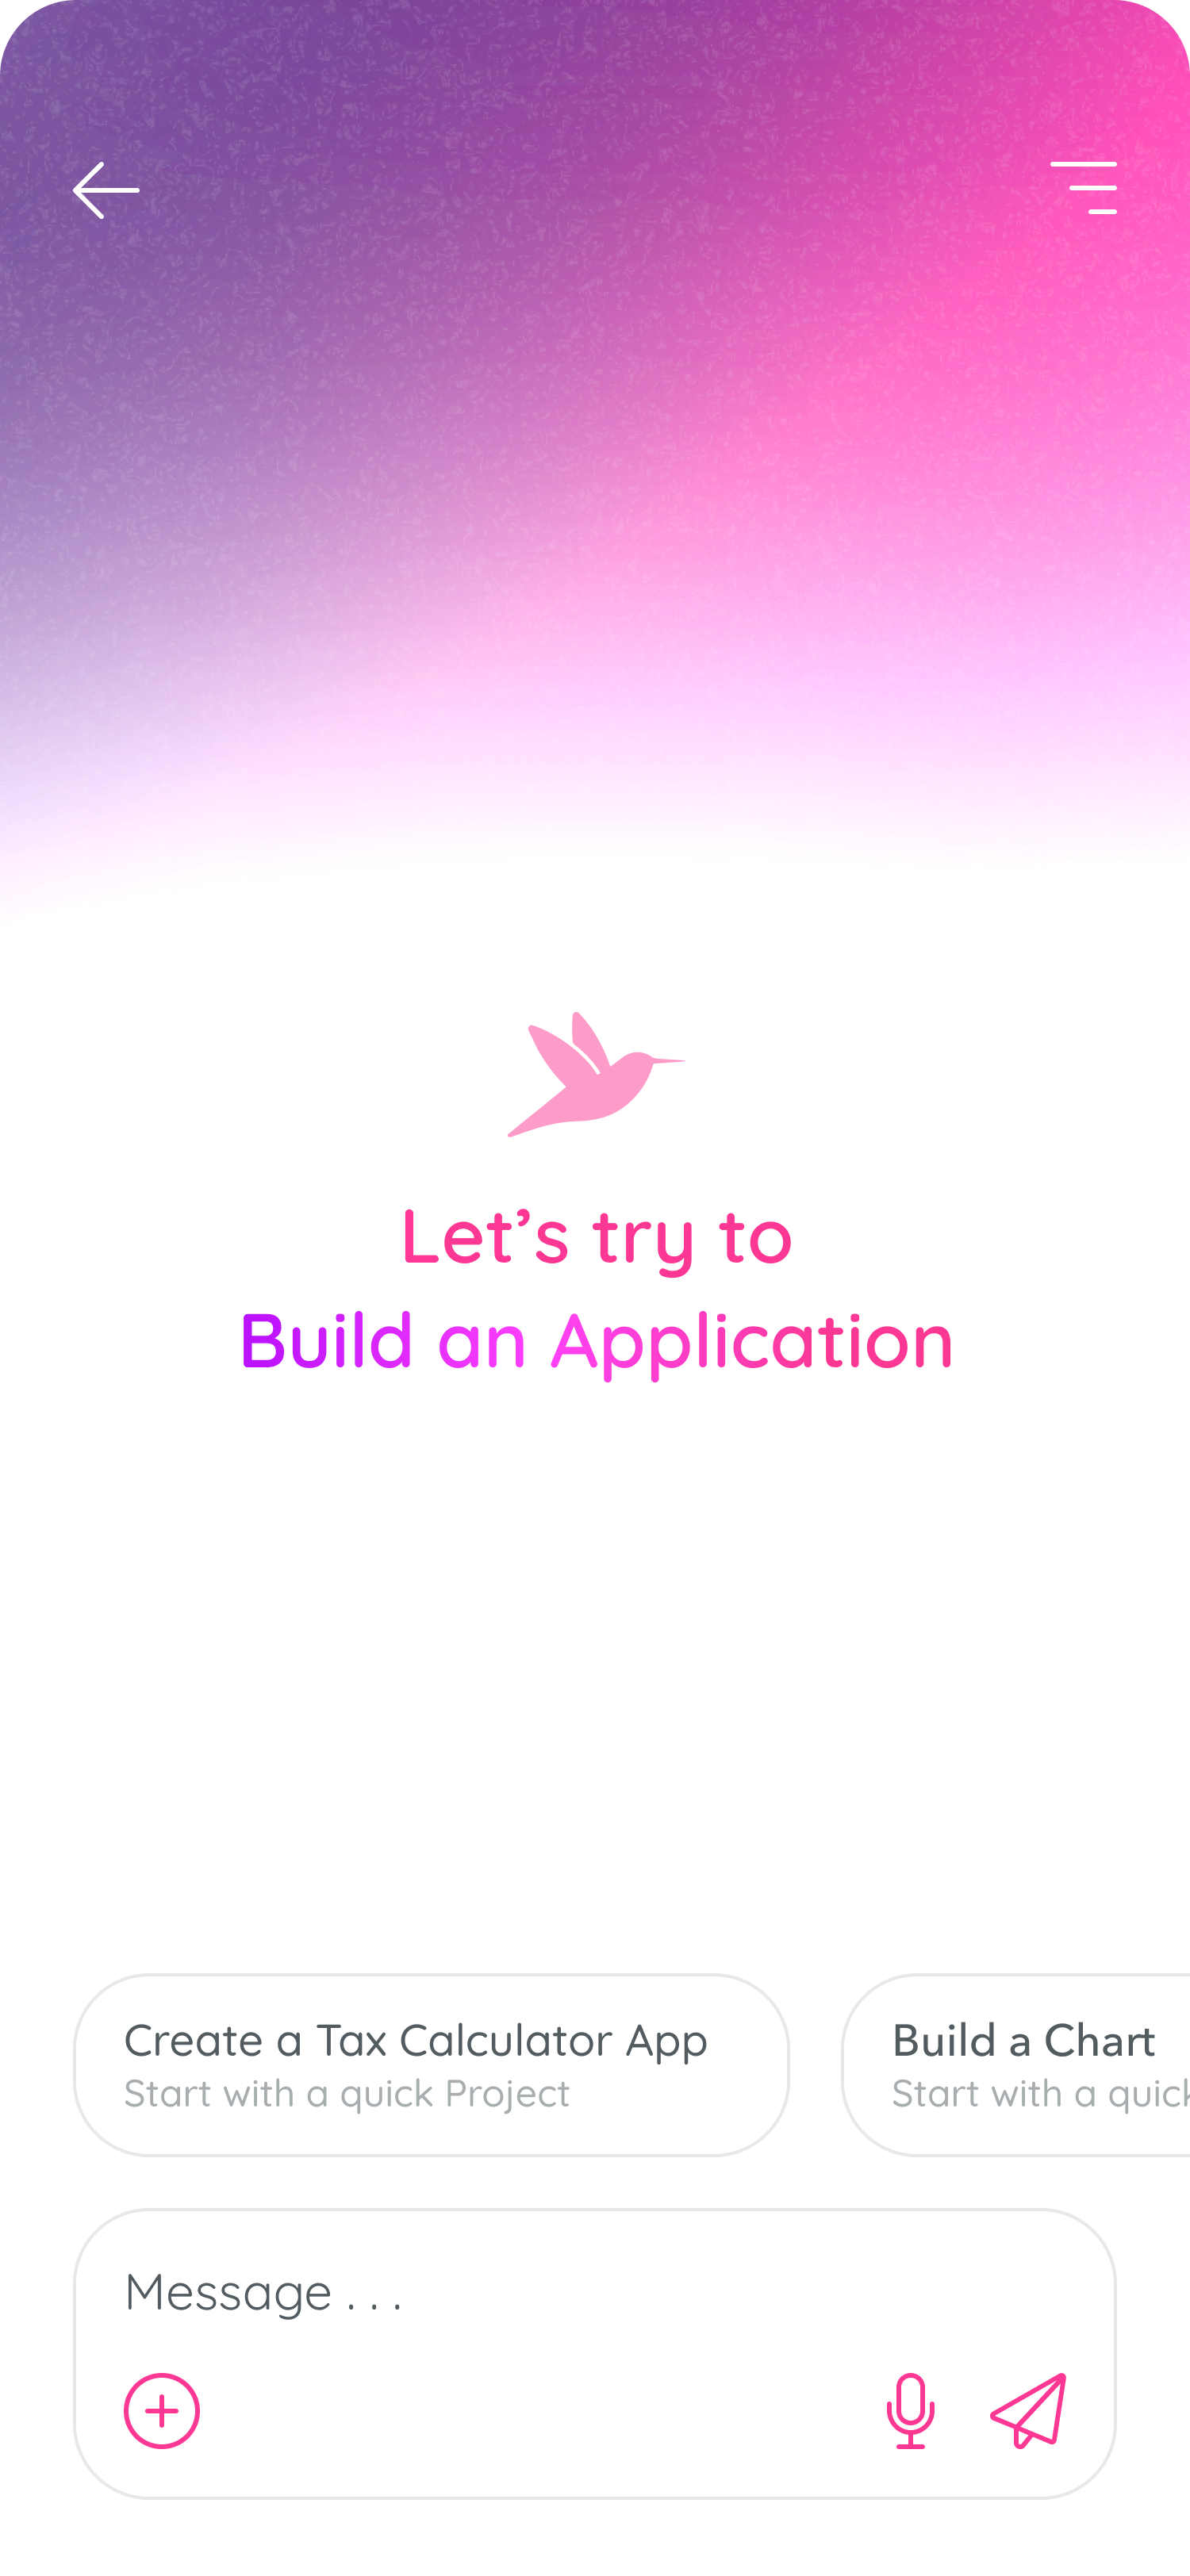 Let’s try to
Build an Application
Create a Tax Calculator App
Start with a quick Project
Build a Chart
Start with a quick
Message . . .